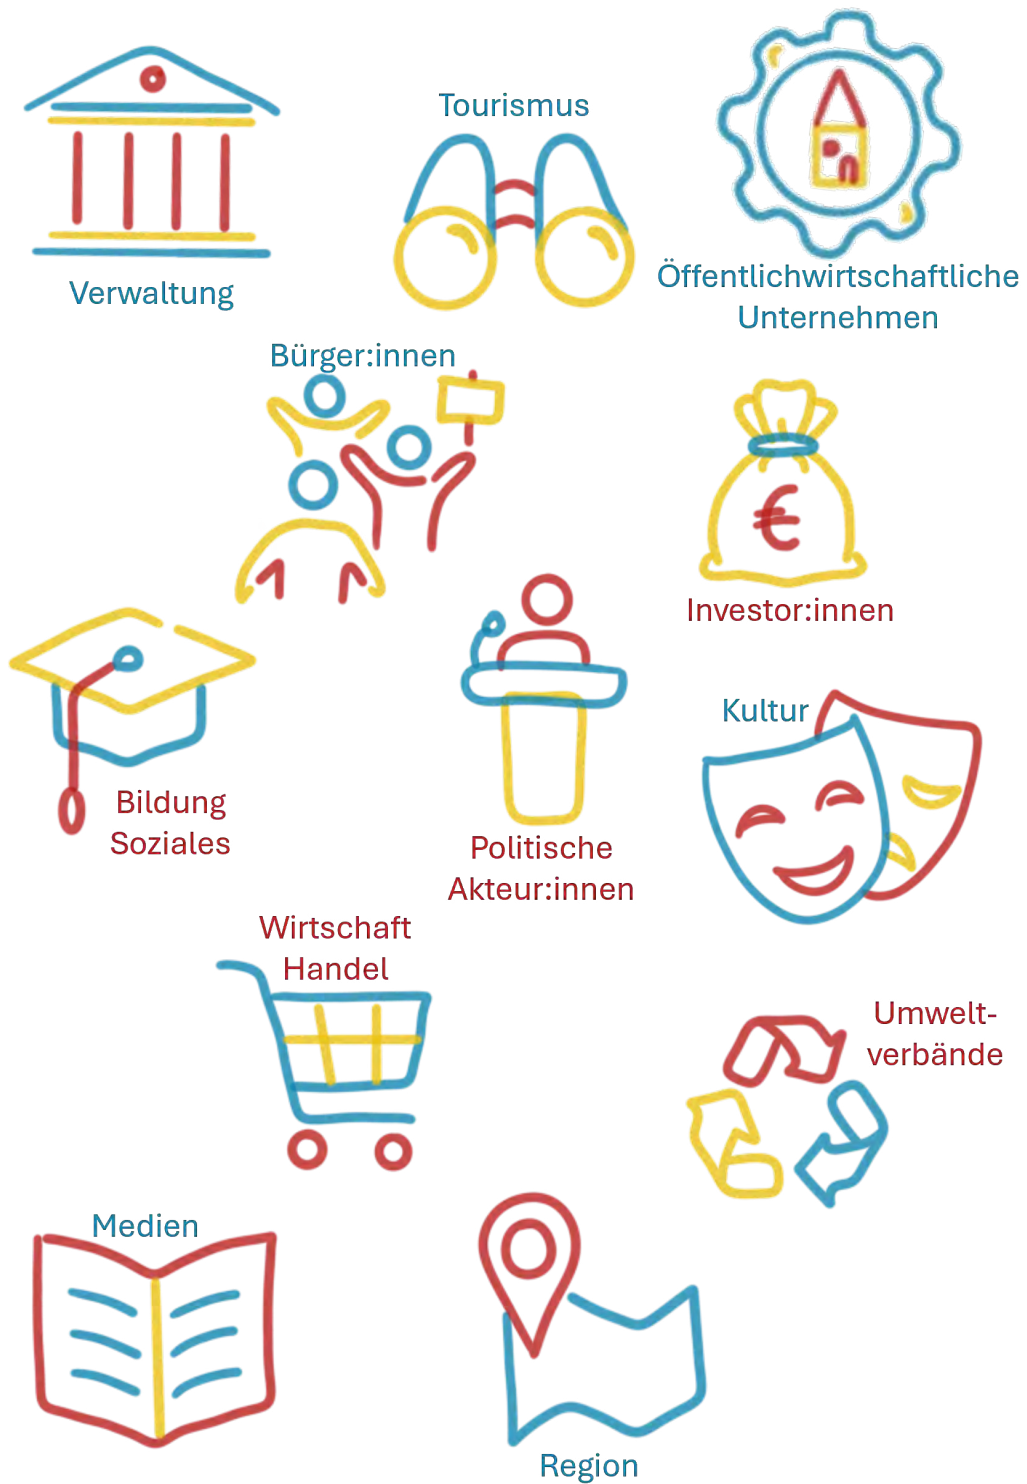 Tourismus
Verwaltung
Öffentlichwirtschaftliche
Unternehmen
Bürger:innen
€
Investor:innen
Kultur
Bildung
Soziales
Politische
Akteur:innen
Wirtschaft
Handel
Umwelt-
verbände
Medien
Region